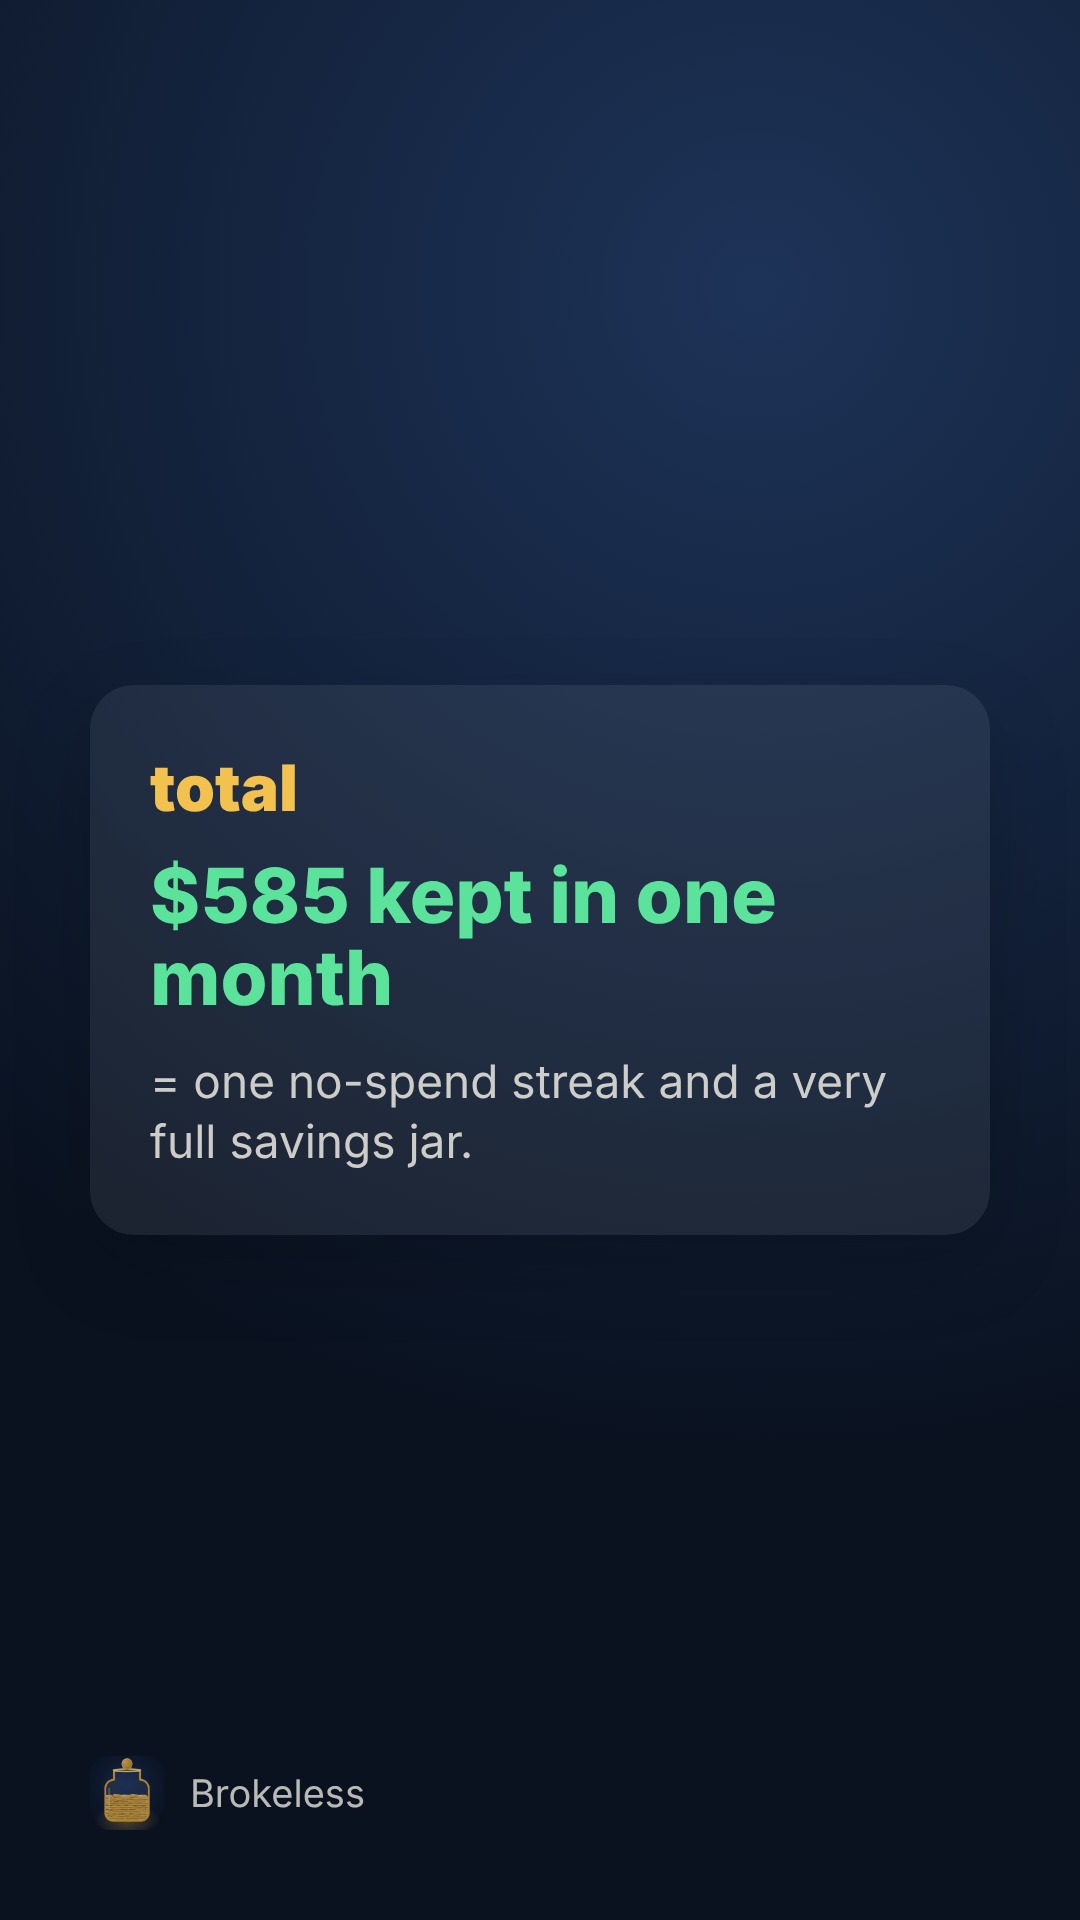 total
$585 kept in one
month
= one no-spend streak and a very
full savings jar.
Brokeless